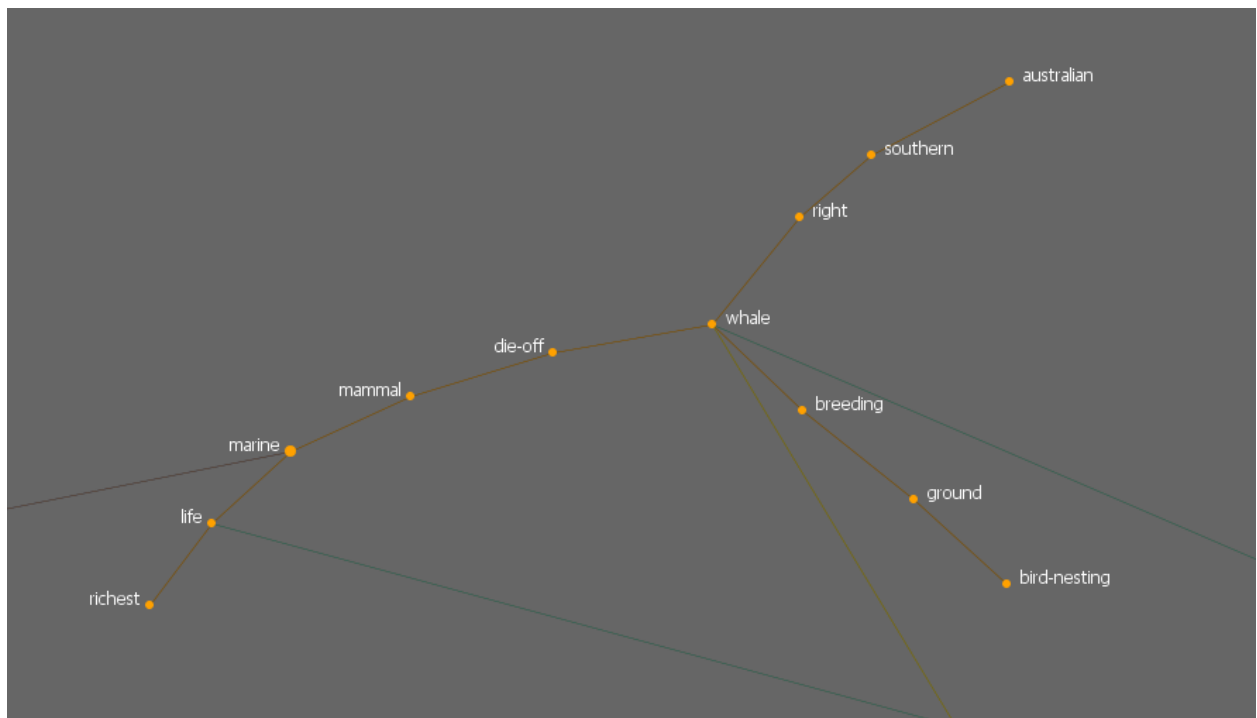 australian
southern
right
whale
die-off
mammal
breeding
marine
ground
life
bird-nesting
richest